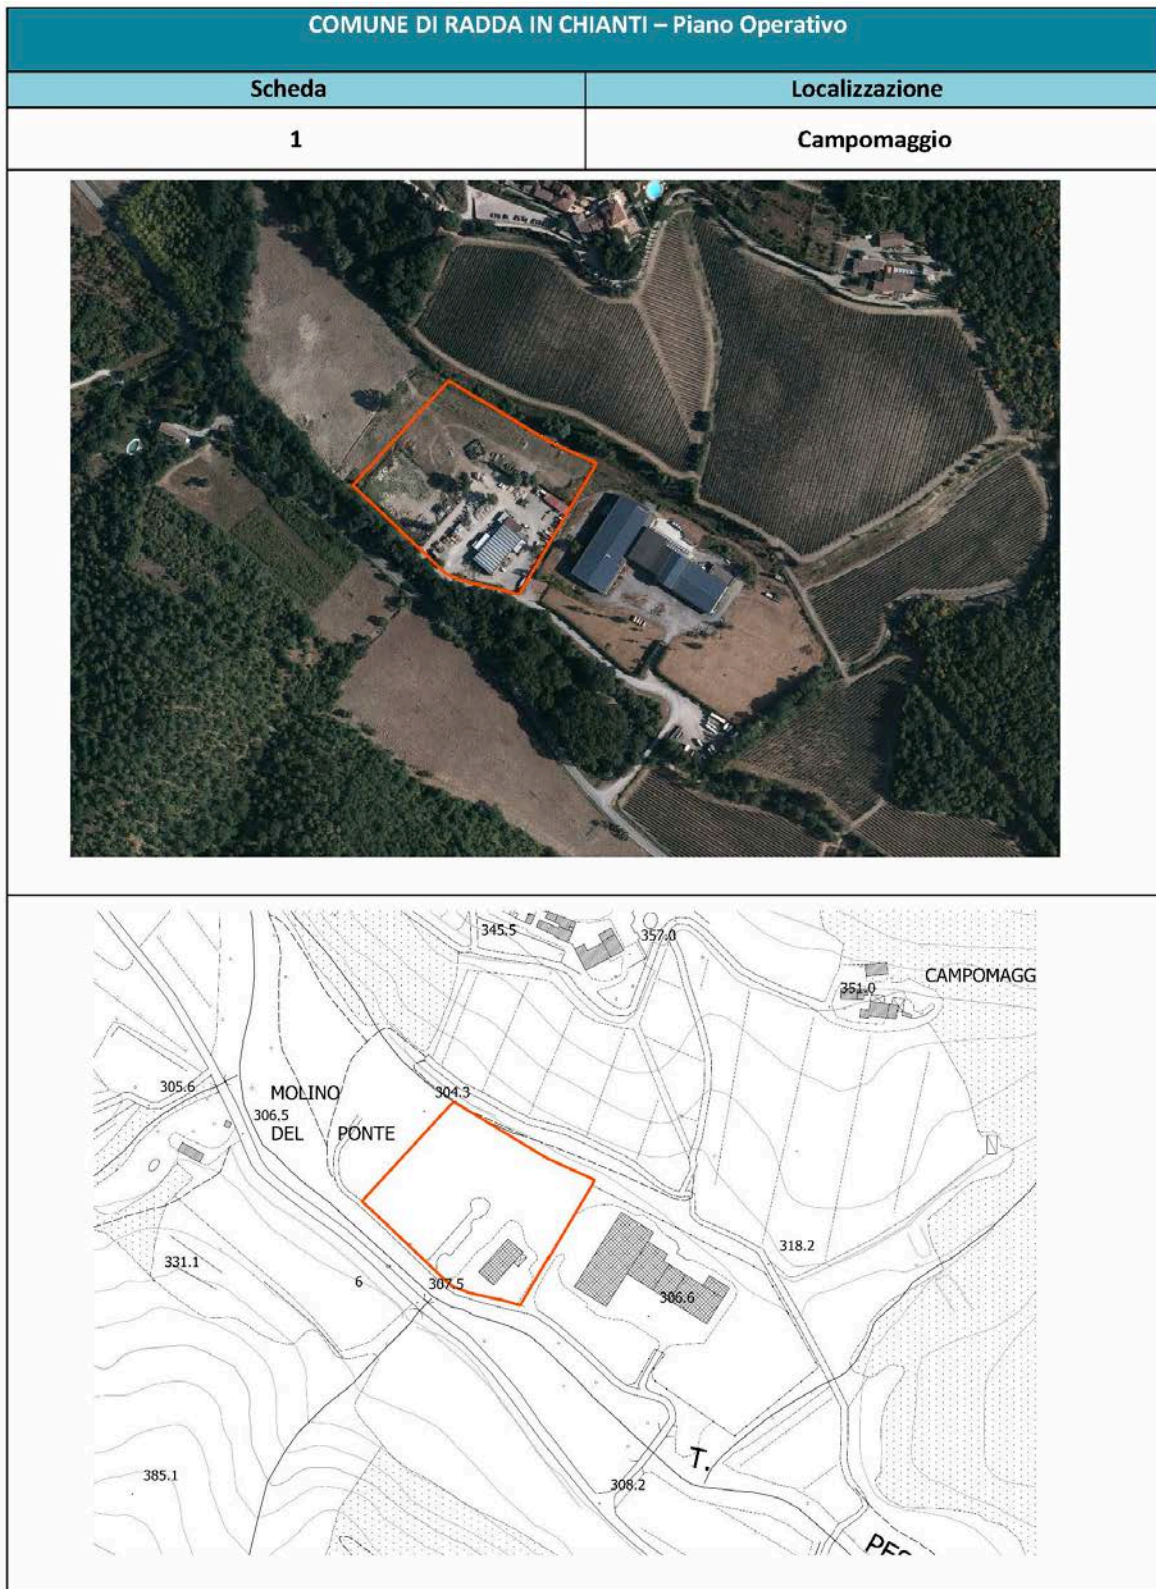 COMUNE DI RADDA IN CHIANTI – Piano Operativo
Scheda
Localizzazione
1
Campomaggio
345.5
357.0
351.0
CAMPOMAGG
305.6
MOLINO
304.3
306.5
DEL PONTE
331.1
6
307.5
318.2
306.6
T.
385.1
308.2